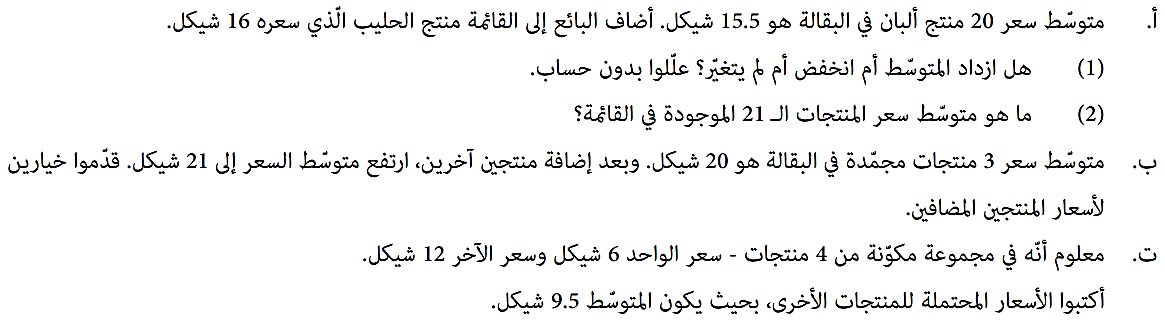 أ. متوسّط سعر 20 منتج ألبان في البقالة هو 15.5 شيكل. أضاف البائع إلى القائمة منتج الحليب الّذي سعره 16 شيكل.
(1) هل ازداد المتوسّط أم انخفض أم لم يتغيّر؟ علّلوا بدون حساب.
(2) ما هو متوسّط سعر المنتجات الـ 21 الموجودة في القائمة؟
ب. متوسّط سعر 3 منتجات مجمّدة في البقالة هو 20 شيكل. وبعد إضافة منتجين آخرين، ارتفع متوسّط السعر إلى 21 شيكل. قدّموا خيارين
لأسعار المنتجين المضافين.
ت. معلوم أنّه في مجموعة مكوّنة من 4 منتجات - سعر الواحد 6 شيكل وسعر الآخر 12 شيكل.
أكتبوا الأسعار المحتملة للمنتجات الأخرى، بحيث يكون المتوسّط 9.5 شيكل.